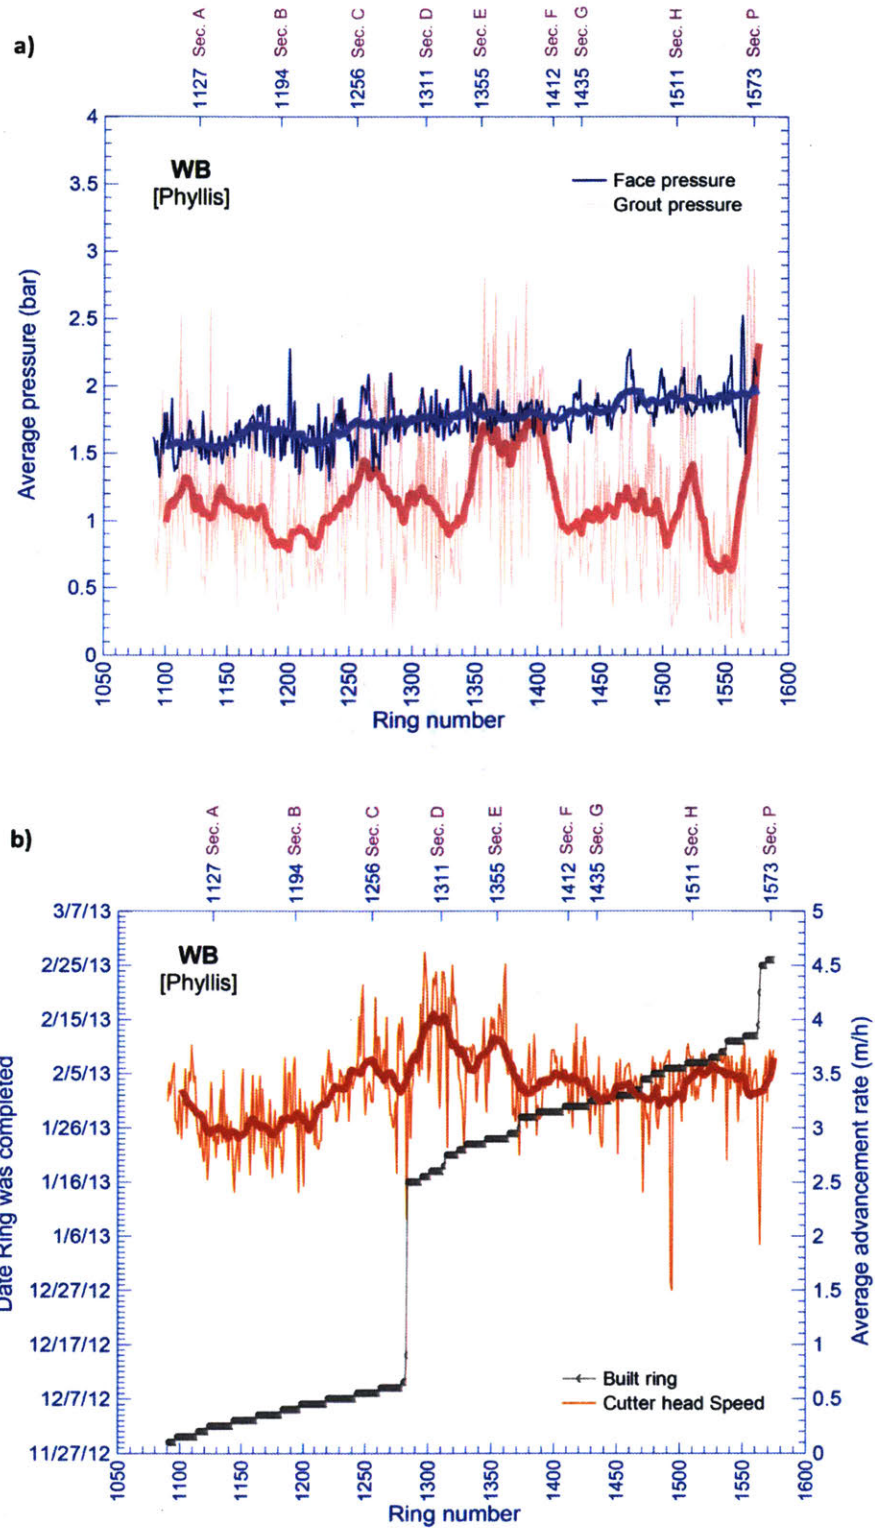 a)
1127 Sec. A
1194 Sec. B
1256 Sec. C
1311 Sec. D
1355 Sec. E
1412 Sec. F
1435 Sec. G
1511 Sec. H
1573 Sec. P
4
3.5
3
2.5
2
1.5
1
0.5
0
Average pressure (bar)
WB
[Phyllis]
Face pressure
Grout pressure
1050
1100
1150
1200
1250
1300
1350
1400
1450
1500
1550
1600
Ring number
b)
1127 Sec. A
1194 Sec. B
1256 Sec. C
1311 Sec. D
1355 Sec. E
1412 Sec. F
1435 Sec. G
1511 Sec. H
1573 Sec. P
3/7/13
2/25/13
2/15/13
2/5/13
1/26/13
1/16/13
1/6/13
12/27/12
12/17/12
12/7/12
11/27/12
Date Ring was completed
WB
[Phyllis]
5
4.5
4
3.5
3
2.5
2
1.5
1
0.5
0
Average advancement rate (m/h)
Built ring
Cutter head Speed
1050
1100
1150
1200
1250
1300
1350
1400
1450
1500
1550
1600
Ring number